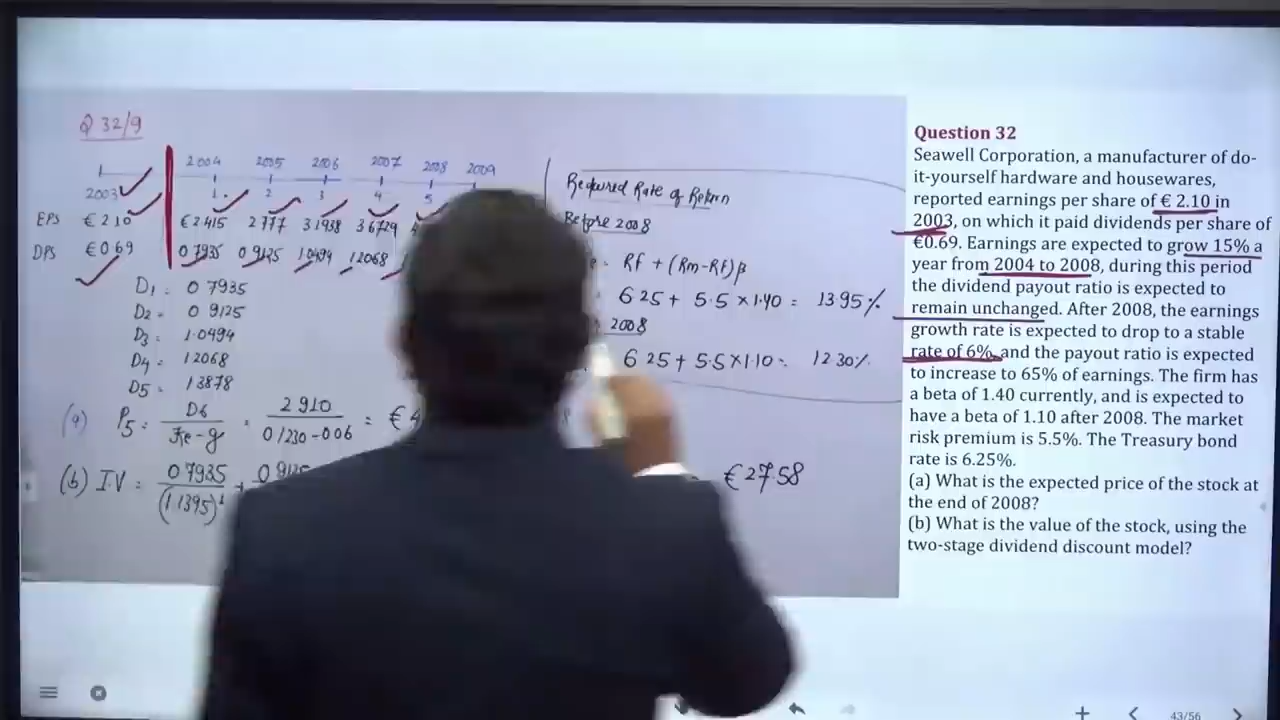 Q 32/9
2004 2005 2006 2007 2008 2009
2003 1 2 3 4 5
EPS € 2.10 € 2.415 2.777 3.1938 3.6729
DPS € 0.69 0.7935 0.9125 1.0494 1.2068
D1 = 0.7935
D2 = 0.9125
D3 = 1.0494
D4 = 1.2068
D5 = 1.3878
(a) P5 = D6 / Ke-g = 2.910 / 0.1230-0.06 = € 4
(b) I.V = 0.7935 / (1.1395)¹ +
Required Rate of Return
Before 2008
= Rf + (Rm-Rf)β
6.25 + 5.5 × 1.40 = 13.95%
2008
6.25 + 5.5 × 1.10 = 12.30%
€ 27.58
Question 32
Seawell Corporation, a manufacturer of do-
it-yourself hardware and housewares,
reported earnings per share of € 2.10 in
2003, on which it paid dividends per share of
€0.69. Earnings are expected to grow 15% a
year from 2004 to 2008, during this period
the dividend payout ratio is expected to
remain unchanged. After 2008, the earnings
growth rate is expected to drop to a stable
rate of 6%, and the payout ratio is expected
to increase to 65% of earnings. The firm has
a beta of 1.40 currently, and is expected to
have a beta of 1.10 after 2008. The market
risk premium is 5.5%. The Treasury bond
rate is 6.25%.
(a) What is the expected price of the stock at
the end of 2008?
(b) What is the value of the stock, using the
two-stage dividend discount model?
43/56